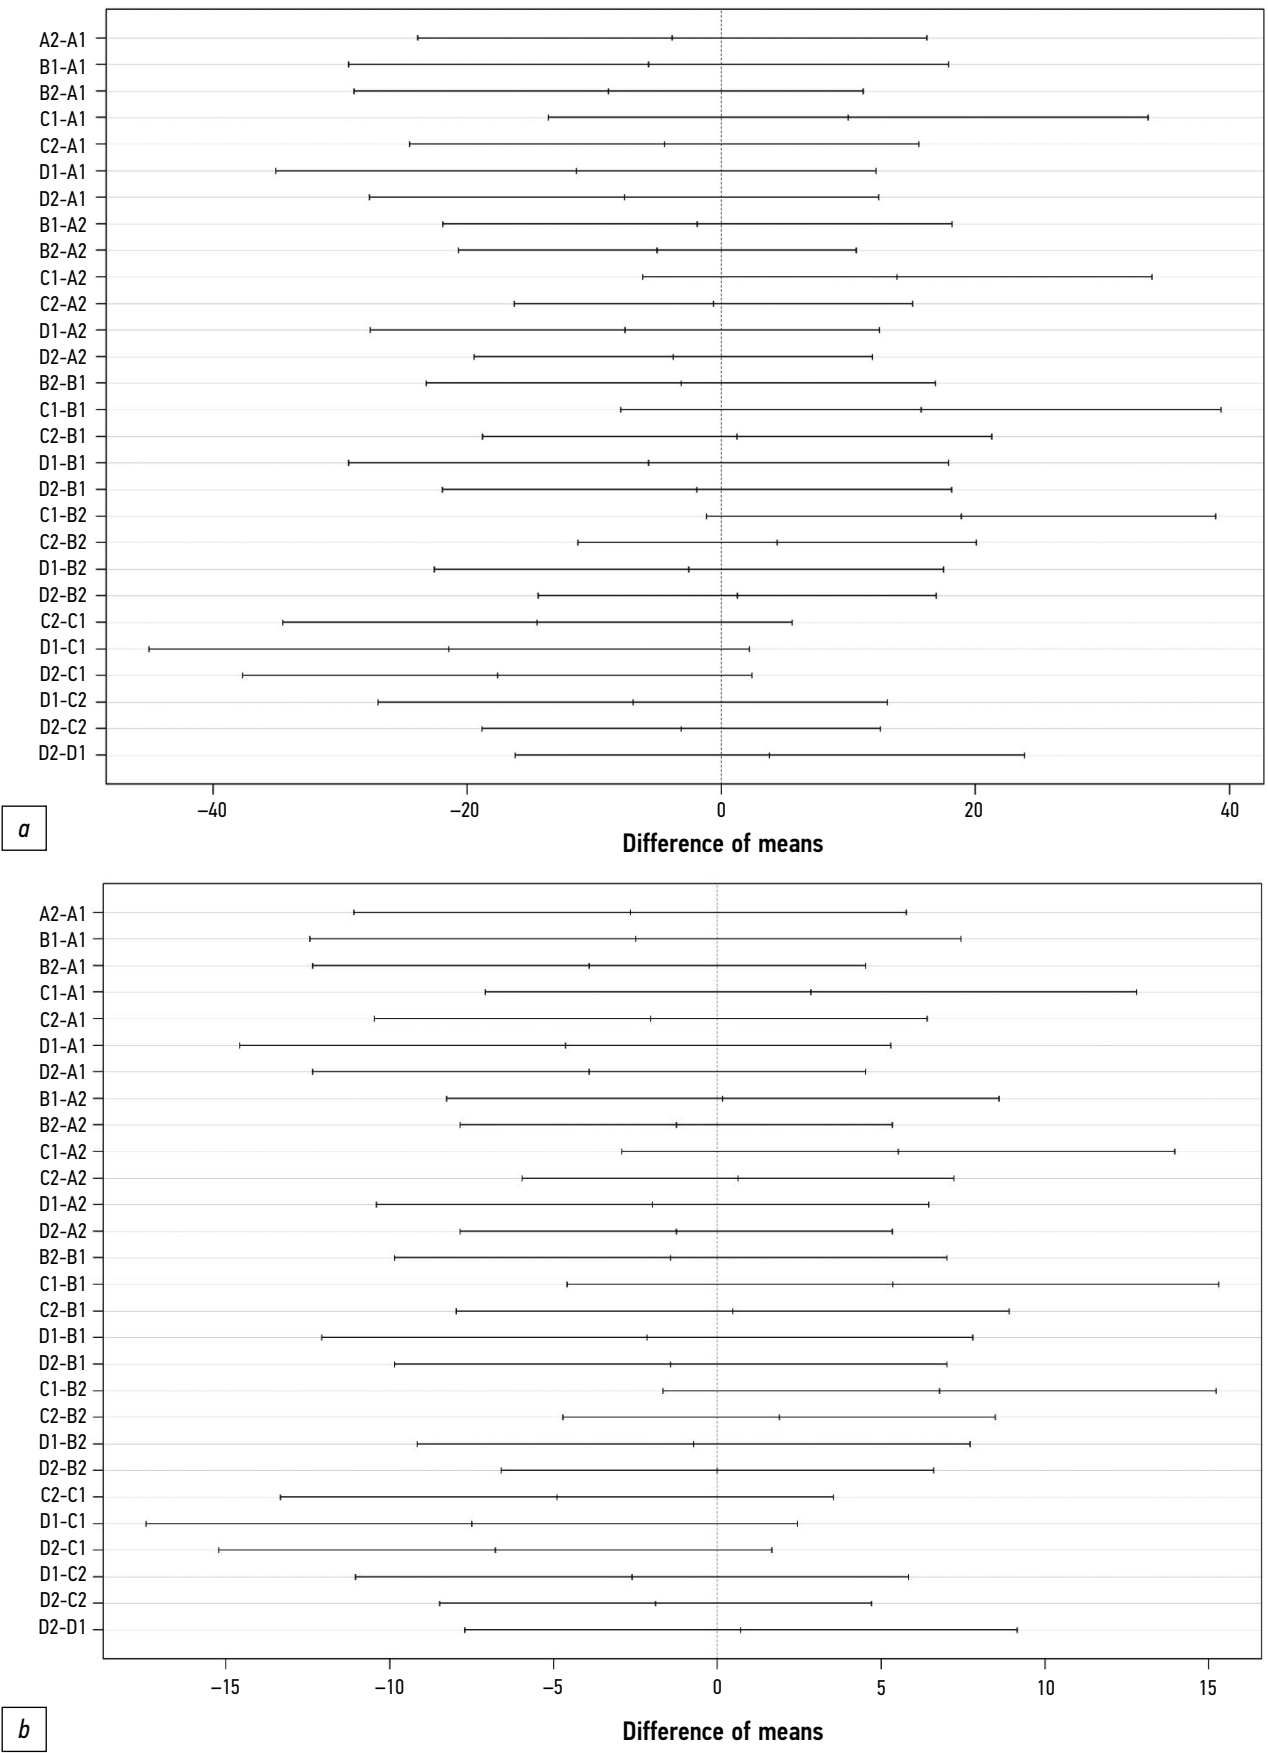 A2–A1
B1–A1
B2–A1
C1–A1
C2–A1
D1–A1
D2–A1
B1–A2
B2–A2
C1–A2
C2–A2
D1–A2
D2–A2
B2–B1
C1–B1
C2–B1
D1–B1
D2–B1
C1–B2
C2–B2
D1–B2
D2–B2
C2–C1
D1–C1
D2–C1
D1–C2
D2–C2
D2–D1
–40 –20 0 20 40
a
Difference of means
A2–A1
B1–A1
B2–A1
C1–A1
C2–A1
D1–A1
D2–A1
B1–A2
B2–A2
C1–A2
C2–A2
D1–A2
D2–A2
B2–B1
C1–B1
C2–B1
D1–B1
D2–B1
C1–B2
C2–B2
D1–B2
D2–B2
C2–C1
D1–C1
D2–C1
D1–C2
D2–C2
D2–D1
–15 –10 –5 0 5 10 15
b
Difference of means